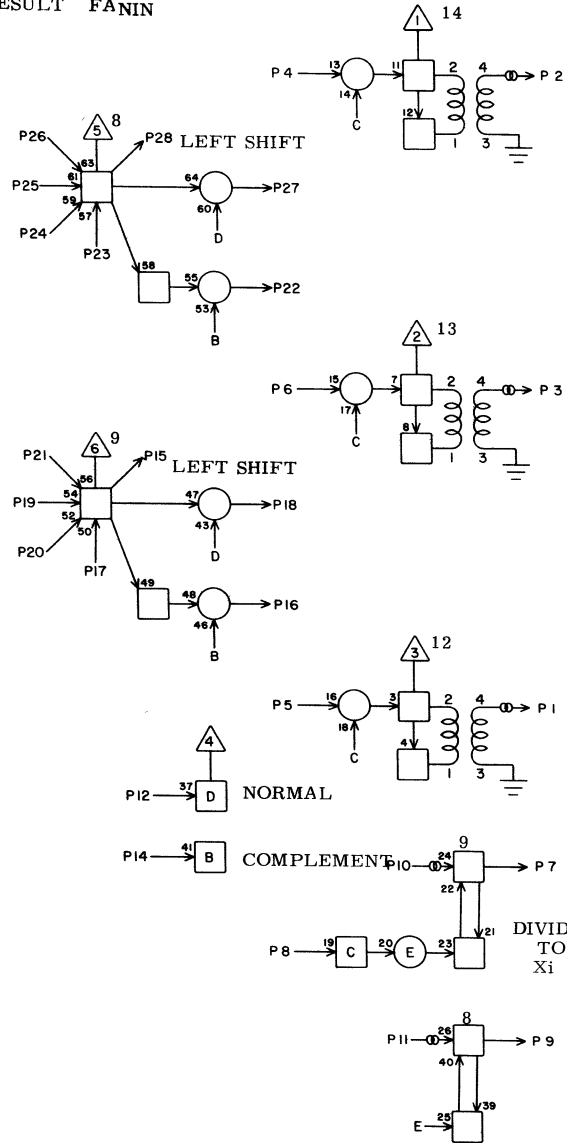 RESULT FANIN
1 14
P4 13 11 2 4 P2
14 12
C 1 3
5 8
P26 P28 LEFT SHIFT
63
P25 61 64 P27
59 57 60
P24 D
P23
58 55 P22
53
B
2 13
P6 15 7 2 4 P3
17 8
C 1 3
6 9
P21 P15 LEFT SHIFT
56
P19 54 47 P18
52 50 43
P20 D
P17
49 48 P16
46
B
3 12
P5 16 3 2 4 P1
18 4
C 1 3
4
P12 37 D NORMAL
P14 41 B COMPLEMENT
9
P10 24 P7
22 21
P8 19 C 20 E 23
DIVID
TO
Xi
8
P11 26 P9
40 39
E 25